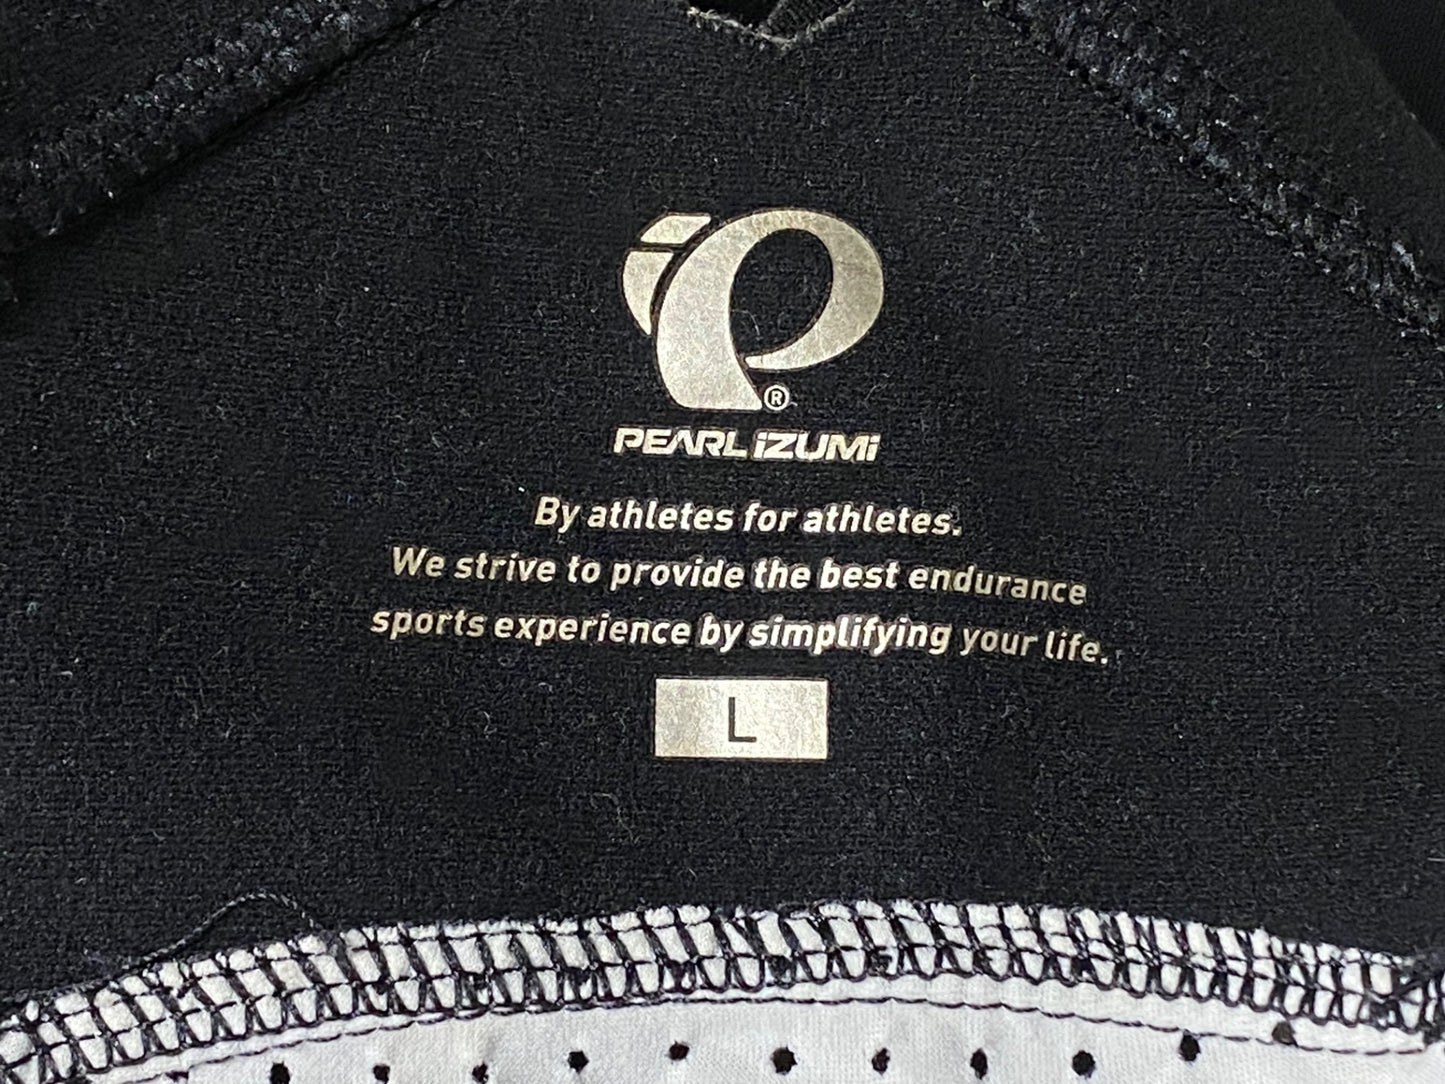 ®
PEARL iZUMi
By athletes for athletes.
We strive to provide the best endurance
sports experience by simplifying your life.
L